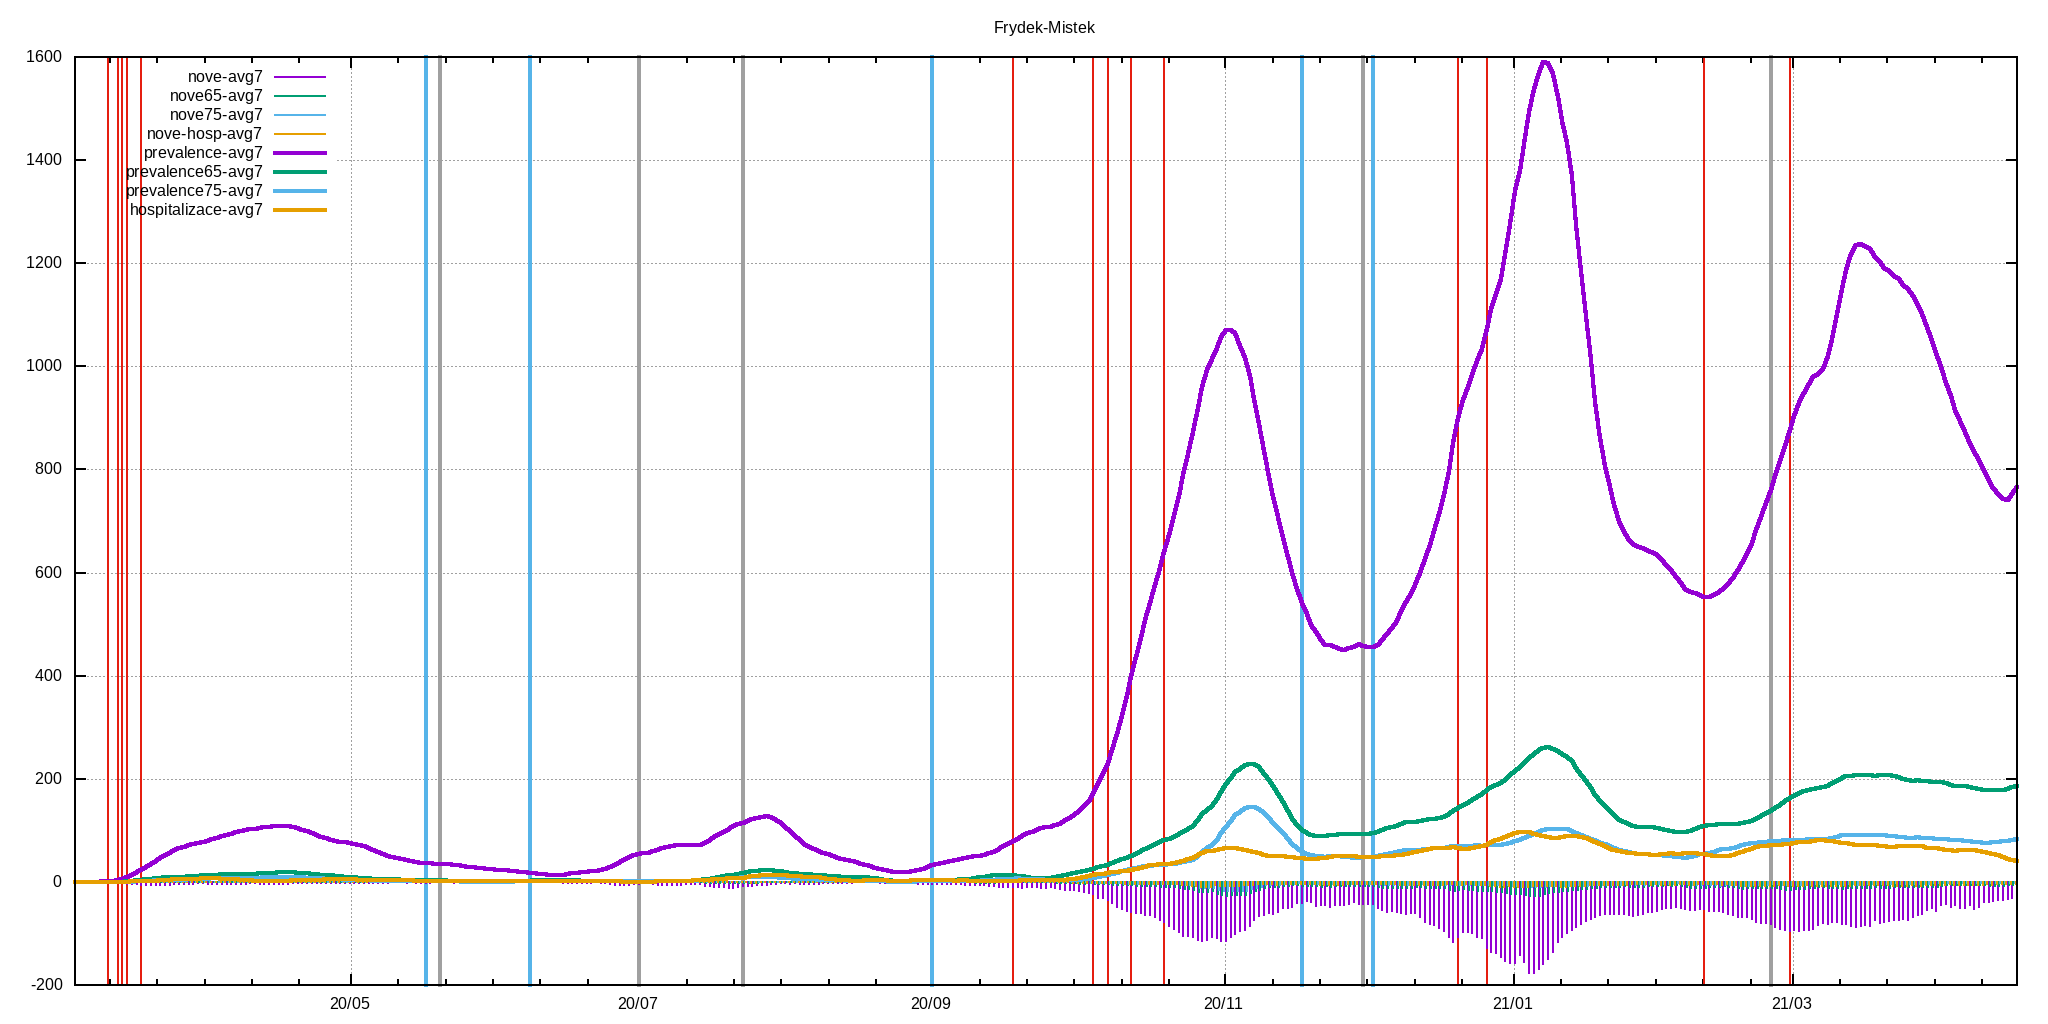 Frydek-Mistek
1600
1400
1200
1000
800
600
400
200
0
-200
nove-avg7
nove65-avg7
nove75-avg7
nove-hosp-avg7
prevalence-avg7
prevalence65-avg7
prevalence75-avg7
hospitalizace-avg7
20/05 20/07 20/09 20/11 21/01 21/03